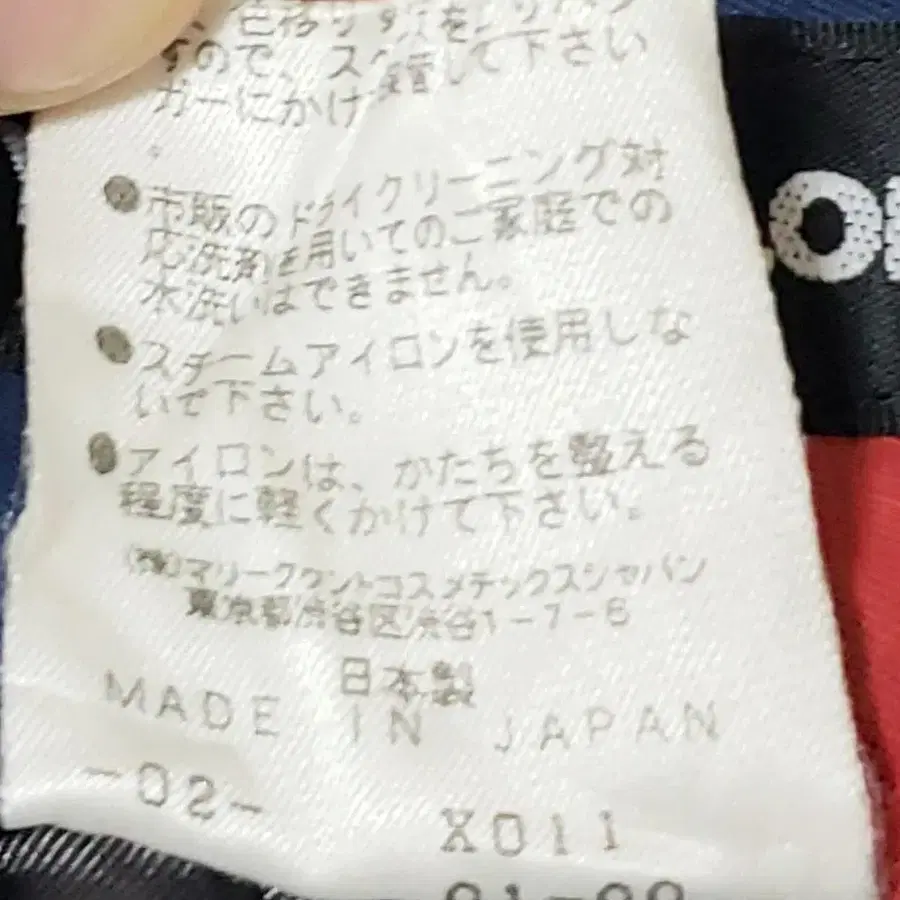 すので、スグ
して下さい
ガーにかけ
。
●市販のドライクリーニング対
応洗剤を用いてのご家庭での
水洗いはできません。
●スチームアイロンを使用しな
いで下さい。
●アイロンは、かたちを整える
程度に軽くかけて下さい。
(株)マリークヮントコスメチックスジャパン
東京都渋谷区渋谷1-7-6
日本製
MADE IN JAPAN
-02-
X011